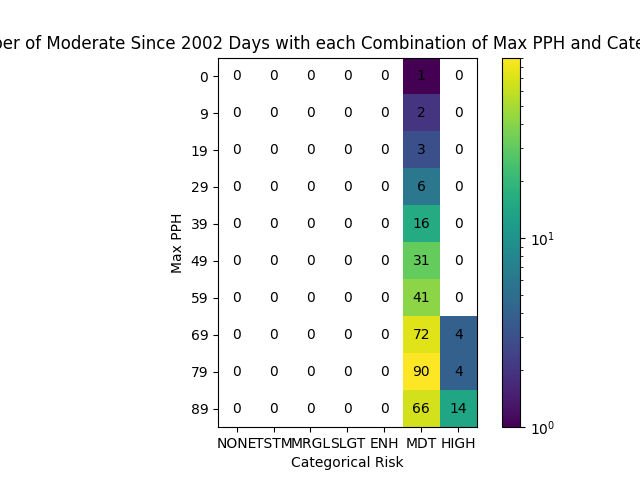 of Moderate Since 2002 Days with each Combination of Max PPH and
0 0 0 0 0 0 1 0
9 0 0 0 0 0 2 0
19 0 0 0 0 0 3 0
29 0 0 0 0 0 6 0
39 0 0 0 0 0 16 0
49 0 0 0 0 0 31 0
59 0 0 0 0 0 41 0
69 0 0 0 0 0 72 4
79 0 0 0 0 0 90 4
89 0 0 0 0 0 66 14
NONE TSTM MRGL SLGT ENH MDT HIGH
Categorical Risk
Max PPH
10¹
10⁰